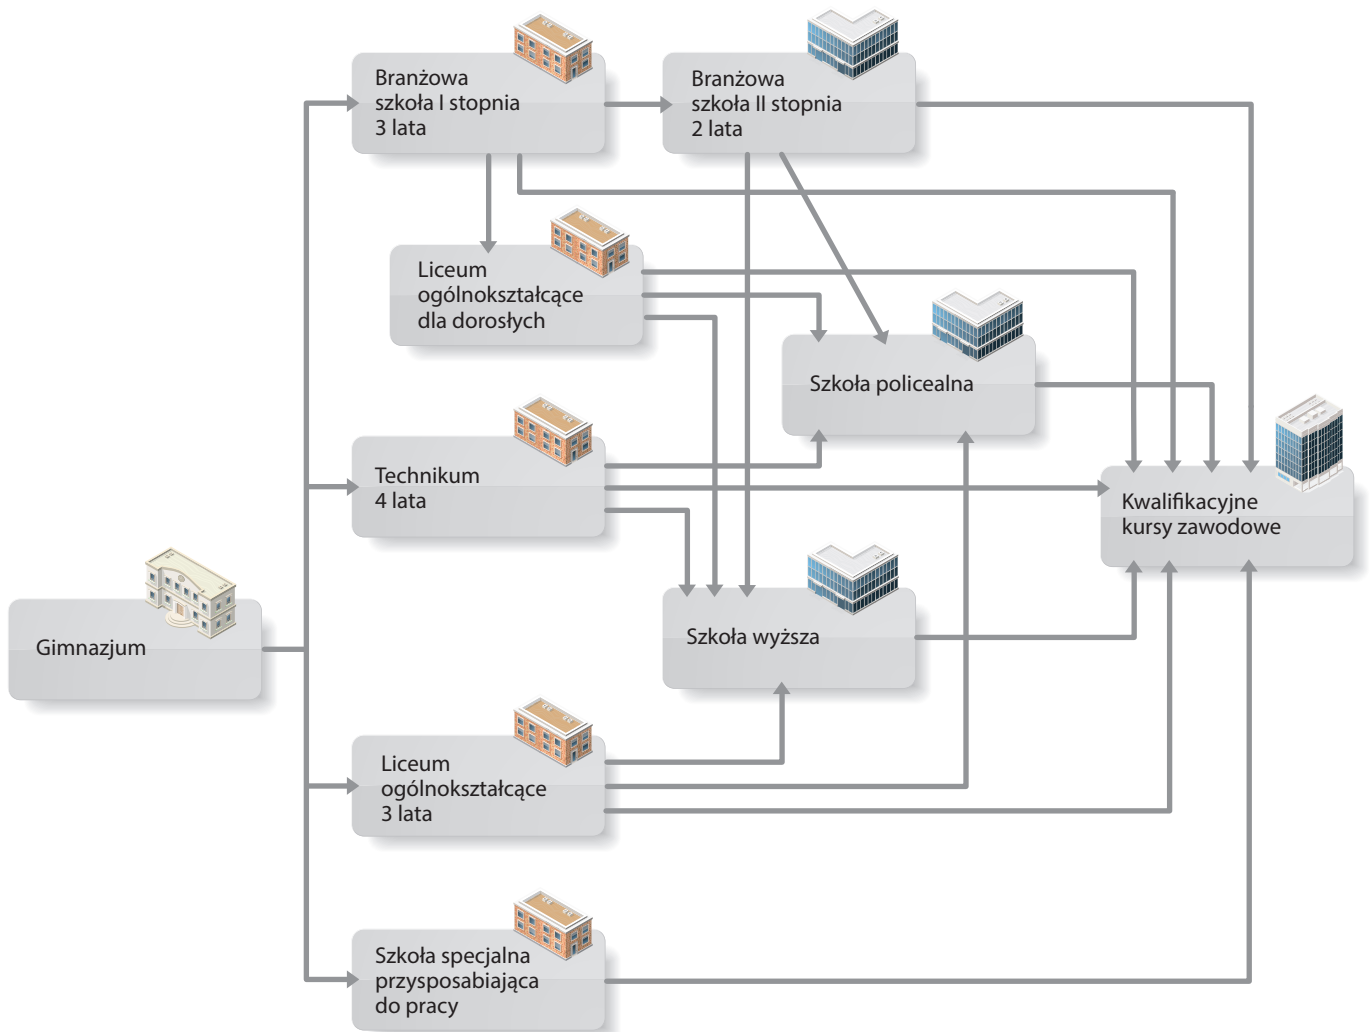 Branżowa
szkoła I stopnia
3 lata
Branżowa
szkoła II stopnia
2 lata
Liceum
ogólnokształcące
dla dorosłych
Szkoła policealna
Technikum
4 lata
Kwalifikacyjne
kursy zawodowe
Gimnazjum
Szkoła wyższa
Liceum
ogólnokształcące
3 lata
Szkoła specjalna
przysposabiająca
do pracy